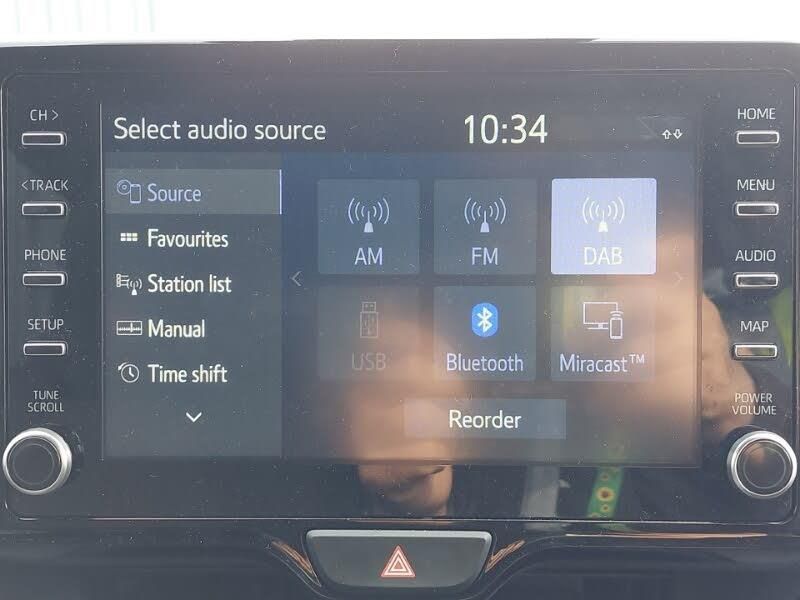 CH >
< TRACK
PHONE
SETUP
TUNE
SCROLL
Select audio source
10:34
Source
Favourites
Station list
Manual
Time shift
AM
FM
DAB
USB
Bluetooth
Miracast™
Reorder
HOME
MENU
AUDIO
MAP
POWER
VOLUME